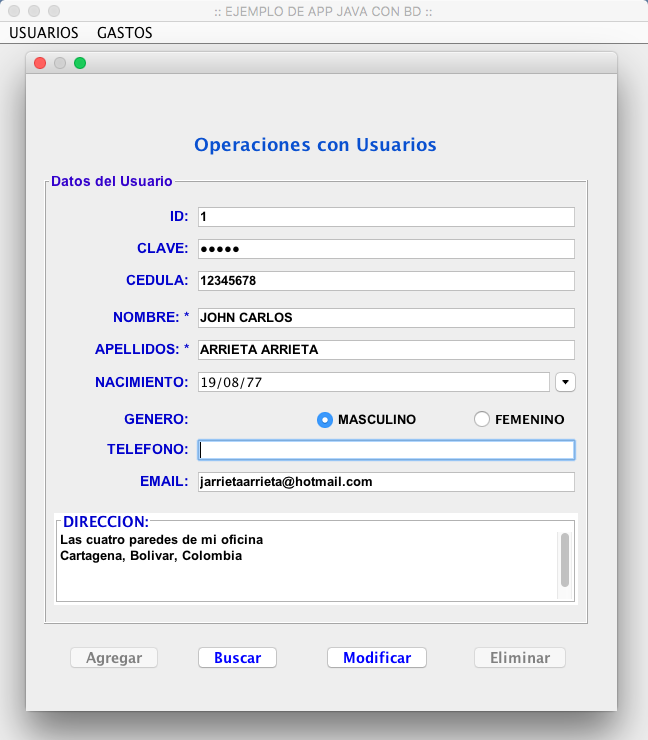 :: EJEMPLO DE APP JAVA CON BD ::
USUARIOS GASTOS
Operaciones con Usuarios
Datos del Usuario
ID: 1
CLAVE: ●●●●●
CEDULA: 12345678
NOMBRE: * JOHN CARLOS
APELLIDOS: * ARRIETA ARRIETA
NACIMIENTO: 19/08/77
GENERO: MASCULINO FEMENINO
TELEFONO:
EMAIL: jarrietaarrieta@hotmail.com
DIRECCION:
Las cuatro paredes de mi oficina
Cartagena, Bolivar, Colombia
Agregar Buscar Modificar Eliminar